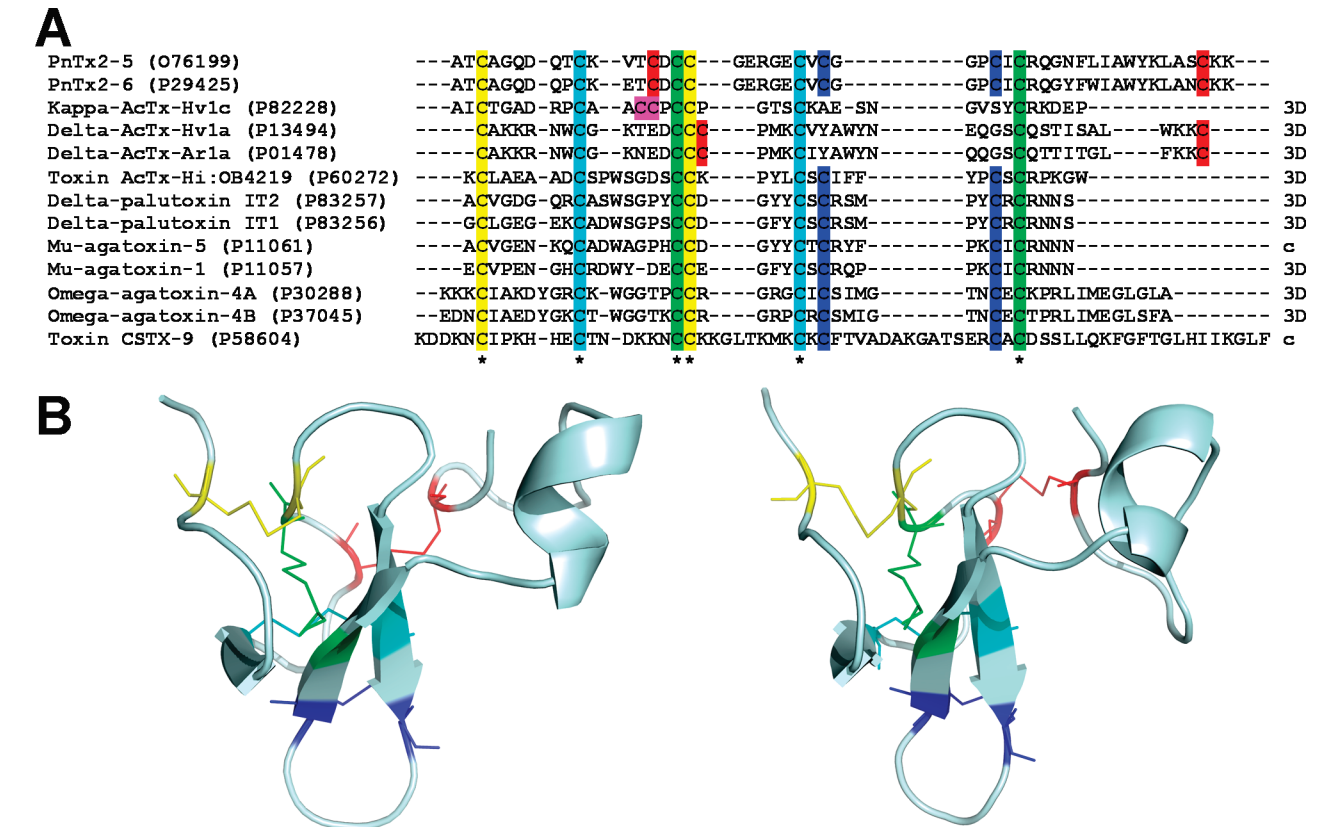 A
PnTx2-5 (O76199) ---ATCAGQD-QTCK--VTCDCC---GERGECVCG----------GPCICRQGNFLIAWYKLASCKK---
PnTx2-6 (P29425) ---ATCAGQD-QTCK--ETCDCC---GERGECVCG----------GPCICRQGNFLIAWYKLANCKK---
Kappa-AcTx-Hv1c (P82228) ---AICTGAD-RPCA--ACCPCCP----GTSCKAE-SN-------GVSYCRKDEP--------------- 3D
Delta-AcTx-Hv1a (P13494) -----CAKKR-NWCG--KTEDCCC----PMKCVYAWYN-------EQGSCQSTISAL----WKKC----- 3D
Delta-AcTx-Ar1a (P01478) -----CAKKR-NWCG--KNEDCCC----PMKCIYAWYN-------QQGSCQTTITGL----FKKC----- 3D
Toxin AcTx-Hi:OB4219 (P60272) ----KCLAEA-ADCSPWSGDSCCK----PYLCSCIFF--------YPCSCRPKGW--------------- 3D
Delta-palutoxin IT2 (P83257) ----ACVGDG-QRCASWSGPYCCD----GYYCSCRSM--------PYCRCRNNS---------------- 3D
Delta-palutoxin IT1 (P83256) ----GCLGEG-EKCADWSGPSCCD----GFYCSCRSM--------PYCRCRNNS---------------- 3D
Mu-agatoxin-5 (P11061) ----ACVGEN-KQCADWAGPHCCD----GYYCTCRYF--------PKCICRNNN---------------- c
Mu-agatoxin-1 (P11057) ----ECVPEN-GHCRDWY-DECCE----GFYCSCRQP--------PKCICRNNN---------------- 3D
Omega-agatoxin-4A (P30288) --KKKCIAKDYGRCK-WGGTPCCR----GRGCICSIMG-------TNCECKPRLIMEGLGLA-------- 3D
Omega-agatoxin-4B (P37045) --EDNCIAEDYGKCT-WGGTKCCR----GRPCRCSMIG-------TNCECTPRLIMEGLSFA-------- 3D
Toxin CSTX-9 (P58604) KDDKNCIPKH-HECTN-DKKNCCKKGLTKMKCKCFTVADAKGATSERCACDSSLLQKFGFTGLHIIKGLF c
* * ** * *
B